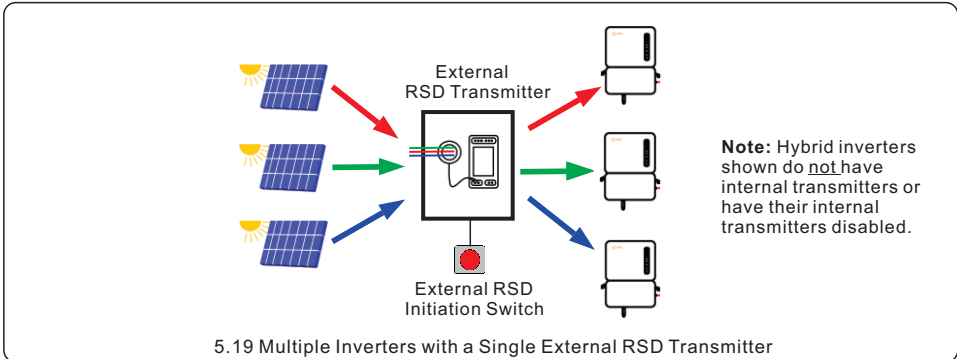 External
RSD Transmitter
Note: Hybrid inverters
shown do not have
internal transmitters or
have their internal
transmitters disabled.
External RSD
Initiation Switch
5.19 Multiple Inverters with a Single External RSD Transmitter